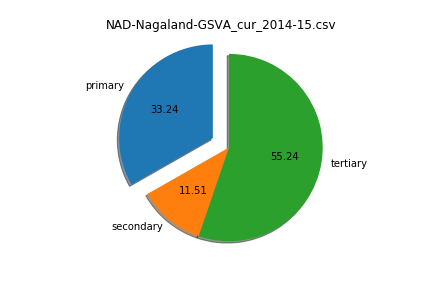 NAD-Nagaland-GSVA_cur_2014-15.csv
primary
33.24
55.24
tertiary
11.51
secondary